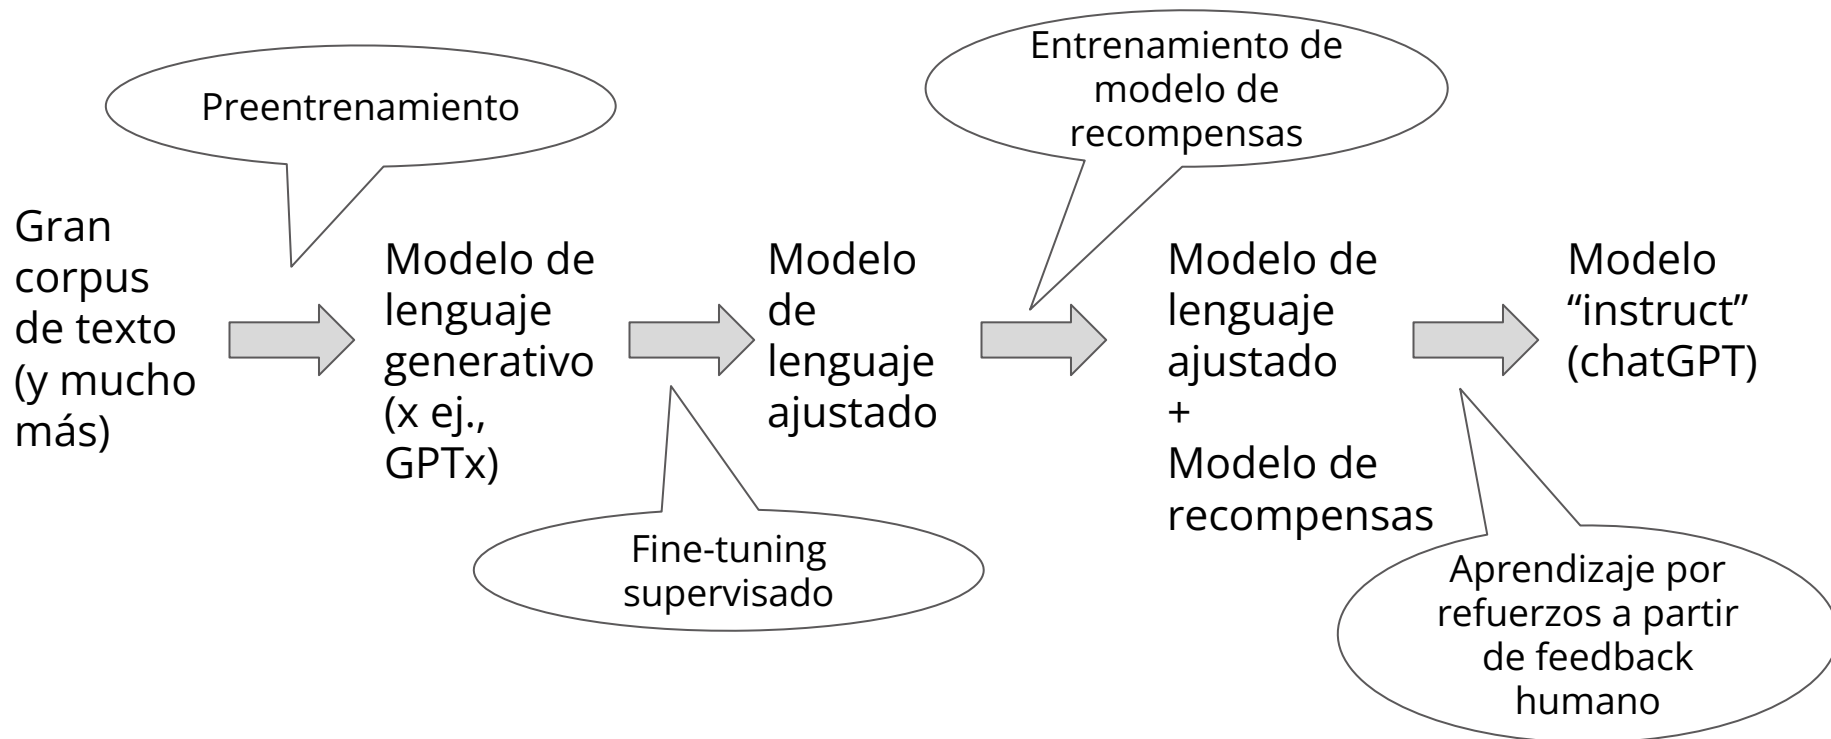 Preentrenamiento
Entrenamiento de
modelo de
recompensas
Gran
corpus
de texto
(y mucho
más)
Modelo de
lenguaje
generativo
(x ej.,
GPTx)
Modelo
de
lenguaje
ajustado
Modelo de
lenguaje
ajustado
+
Modelo de
recompensas
Modelo
“instruct”
(chatGPT)
Fine-tuning
supervisado
Aprendizaje por
refuerzos a partir
de feedback
humano